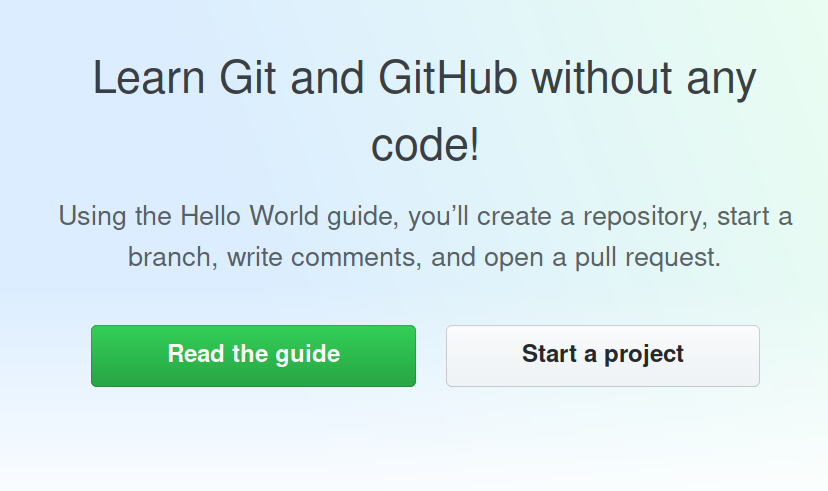 Learn Git and GitHub without any
code!
Using the Hello World guide, you’ll create a repository, start a
branch, write comments, and open a pull request.
Read the guide
Start a project